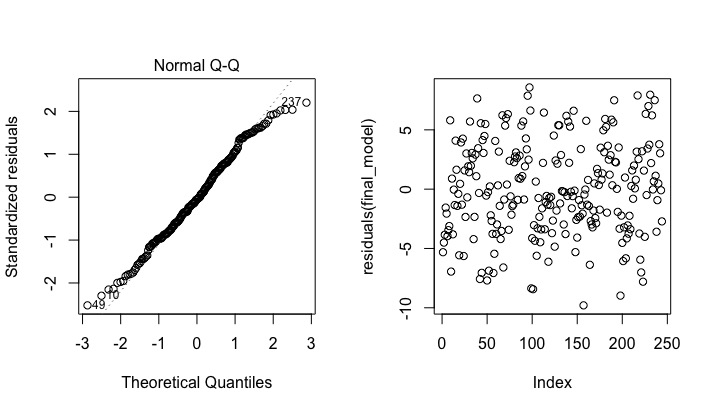 Normal Q-Q
Standardized residuals
2
1
0
-1
-2
237
10
49
-3 -2 -1 0 1 2 3
Theoretical Quantiles
residuals(final_model)
5
0
-5
-10
0 50 100 150 200 250
Index